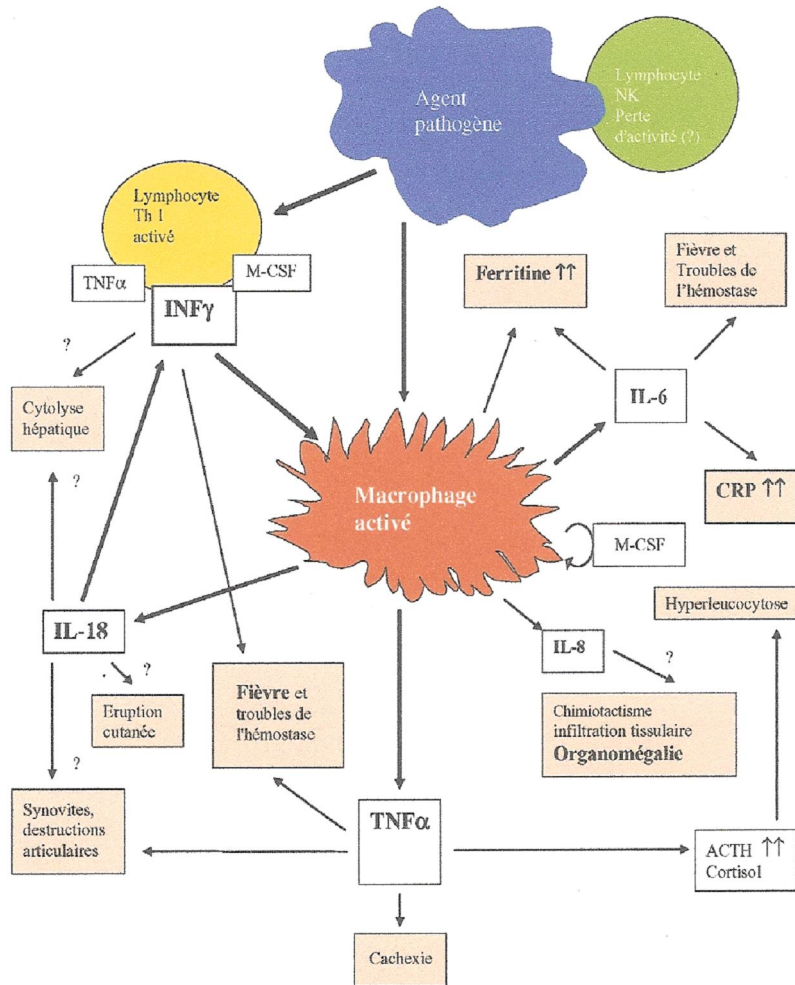 Agent
pathogène
Lymphocyte
NK
Perte
d'activité (?)
Lymphocyte
Th 1
activé
TNFα
M-CSF
INFγ
Ferritine ↑↑
Fièvre et
Troubles de
l'hémostase
?
Cytolyse
hépatique
IL-6
?
Macrophage
activé
CRP ↑↑
M-CSF
Hyperleucocytose
IL-18
IL-8
?
?
Eruption
cutanée
Fièvre et
troubles de
l'hémostase
Chimiotactisme
infiltration tissulaire
Organomégalie
?
Synovites,
destructions
articulaires
TNFα
ACTH ↑↑
Cortisol
Cachexie